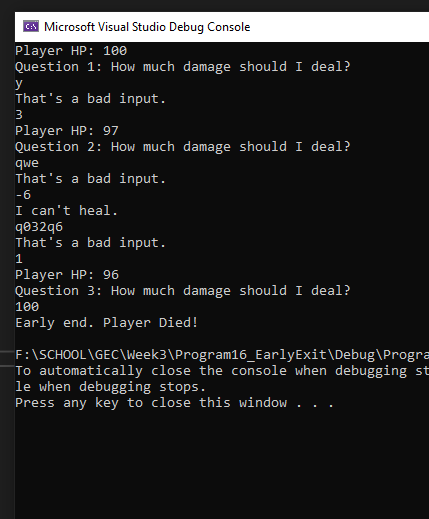 Microsoft Visual Studio Debug Console
Player HP: 100
Question 1: How much damage should I deal?
y
That's a bad input.
3
Player HP: 97
Question 2: How much damage should I deal?
qwe
That's a bad input.
-6
I can't heal.
q032q6
That's a bad input.
1
Player HP: 96
Question 3: How much damage should I deal?
100
Early end. Player Died!
F:\SCHOOL\GEC\Week3\Program16_EarlyExit\Debug\Progra
To automatically close the console when debugging st
le when debugging stops.
Press any key to close this window . . .